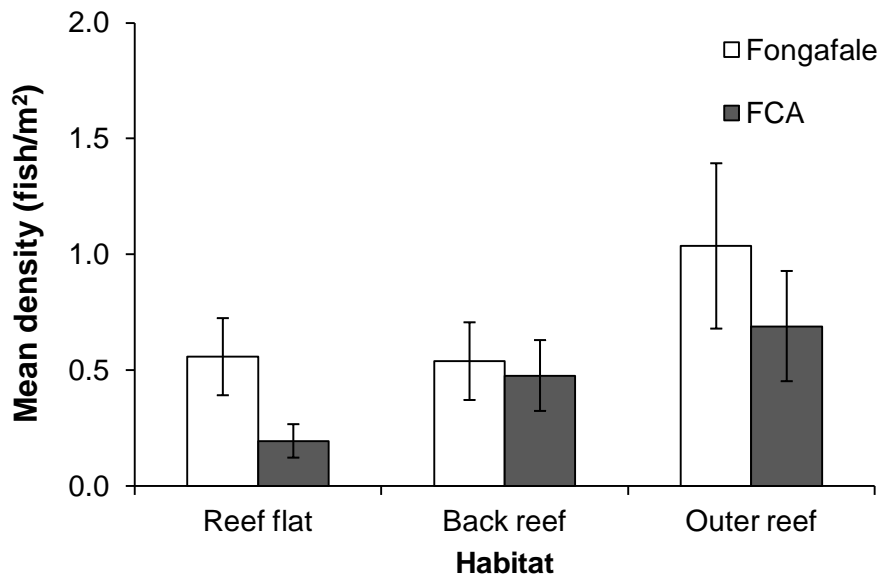 2.0
1.5
1.0
0.5
0.0
Mean density (fish/m²)
Fongafale
FCA
Reef flat
Back reef
Outer reef
Habitat